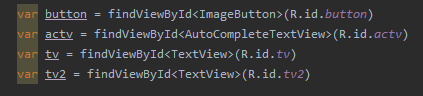 var button = findViewById<ImageButton>(R.id.button)
var actv = findViewById<AutoCompleteTextView>(R.id.actv)
var tv = findViewById<TextView>(R.id.tv)
var tv2 = findViewById<TextView>(R.id.tv2)